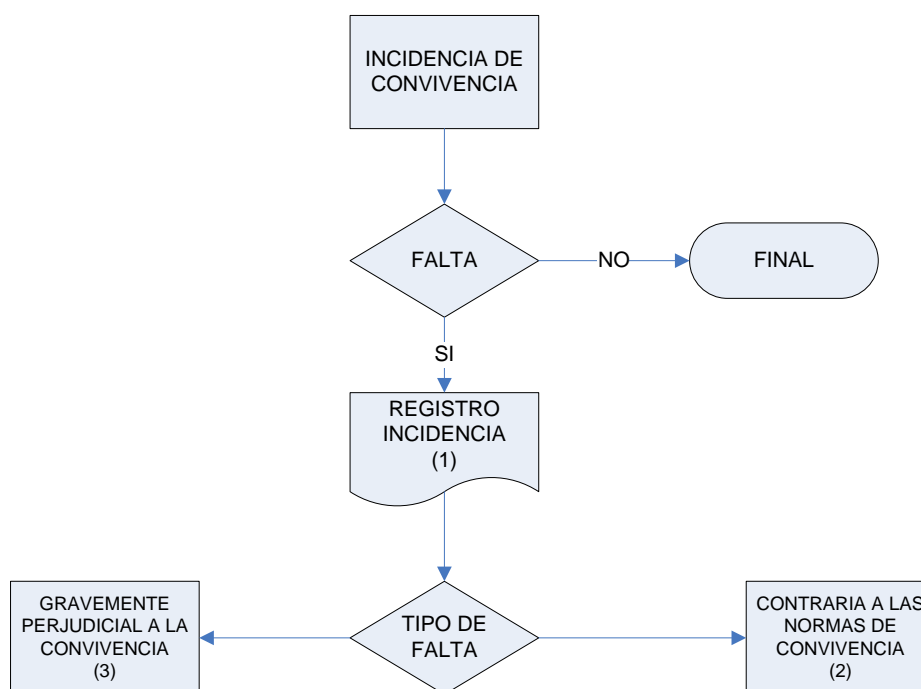 INCIDENCIA DE
CONVIVENCIA
FALTA
NO
FINAL
SI
REGISTRO
INCIDENCIA
(1)
GRAVEMENTE
PERJUDICIAL A LA
CONVIVENCIA
(3)
TIPO DE
FALTA
CONTRARIA A LAS
NORMAS DE
CONVIVENCIA
(2)